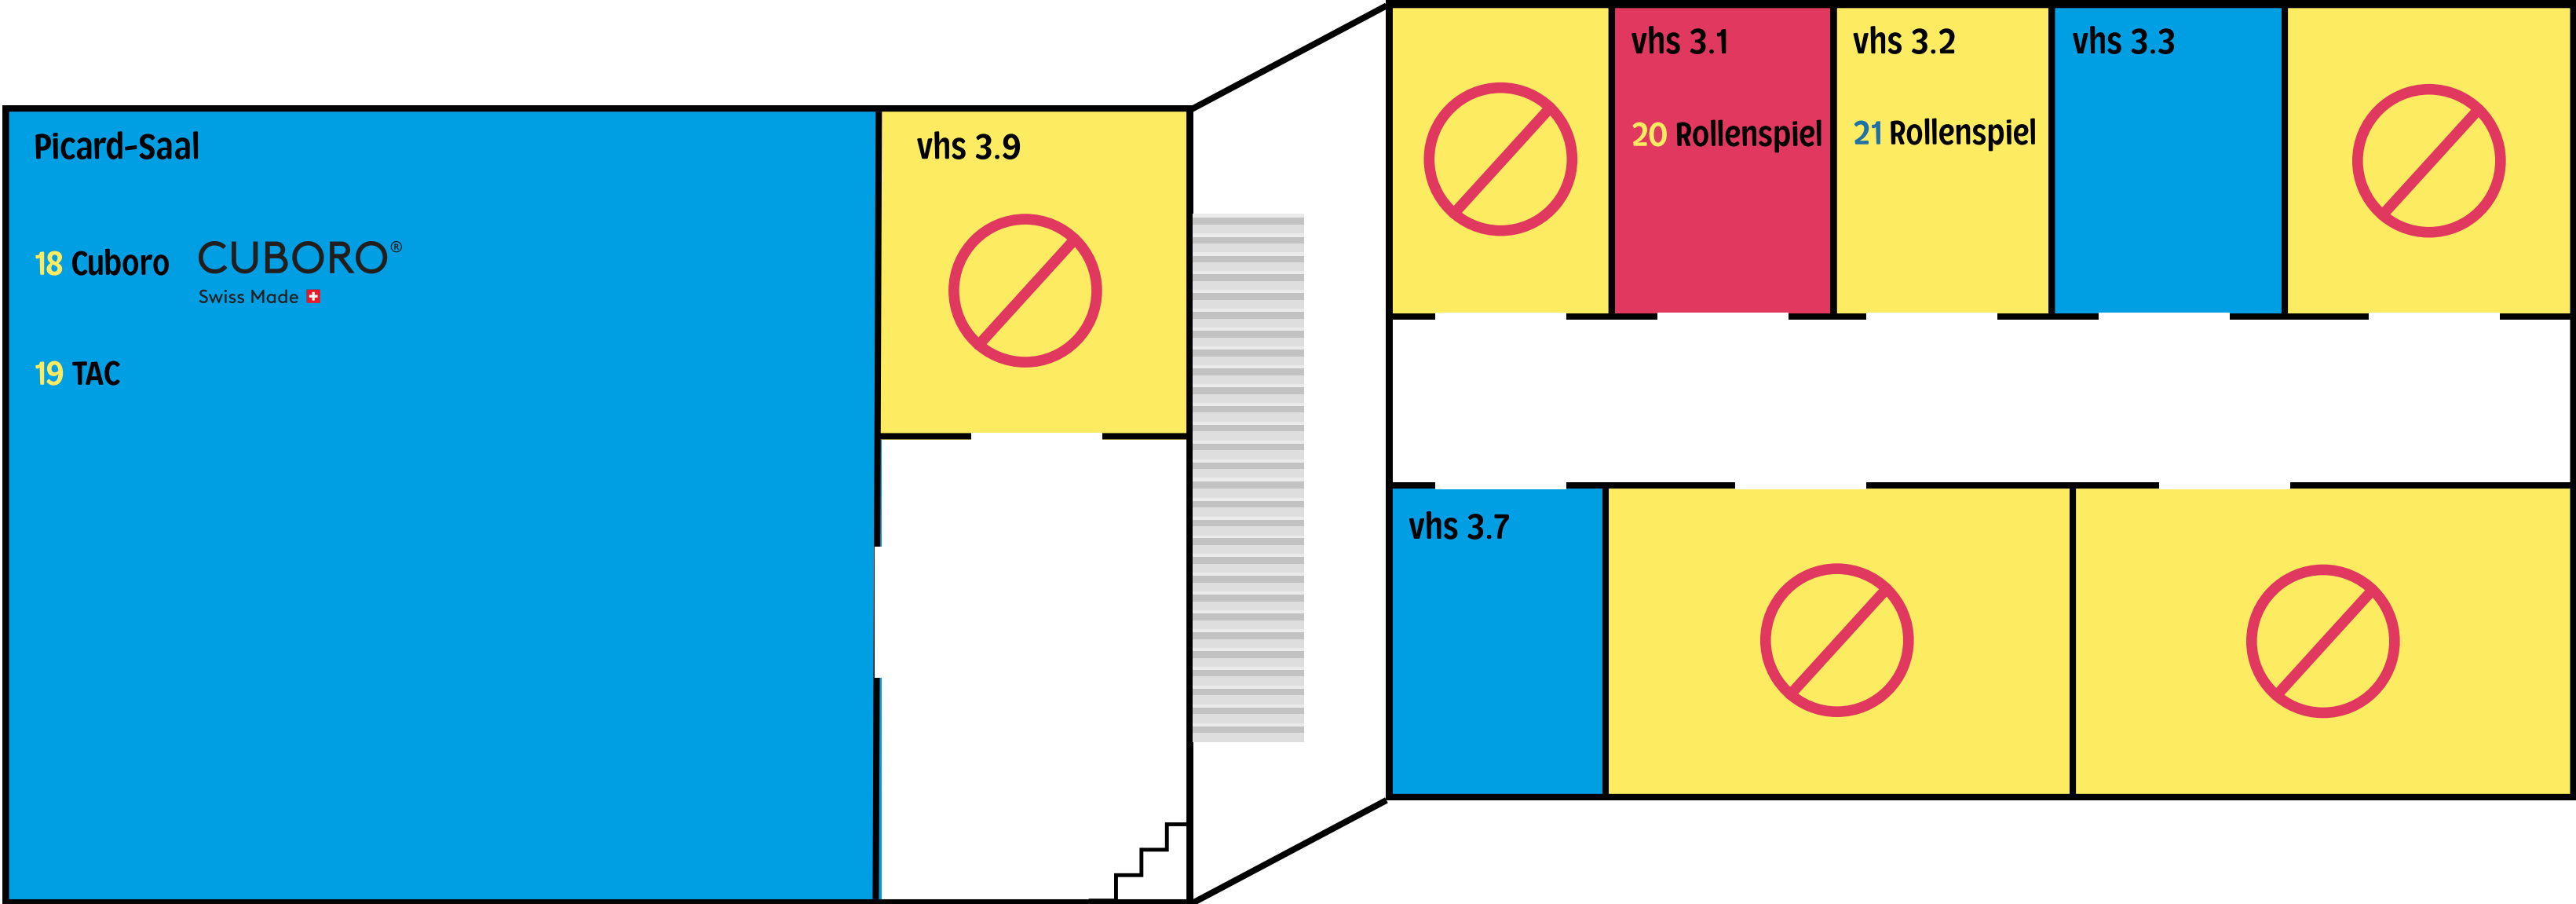 Picard-Saal
18 Cuboro
CUBORO®
Swiss Made
19 TAC
vhs 3.9
vhs 3.1
20 Rollenspiel
vhs 3.2
21 Rollenspiel
vhs 3.3
vhs 3.7